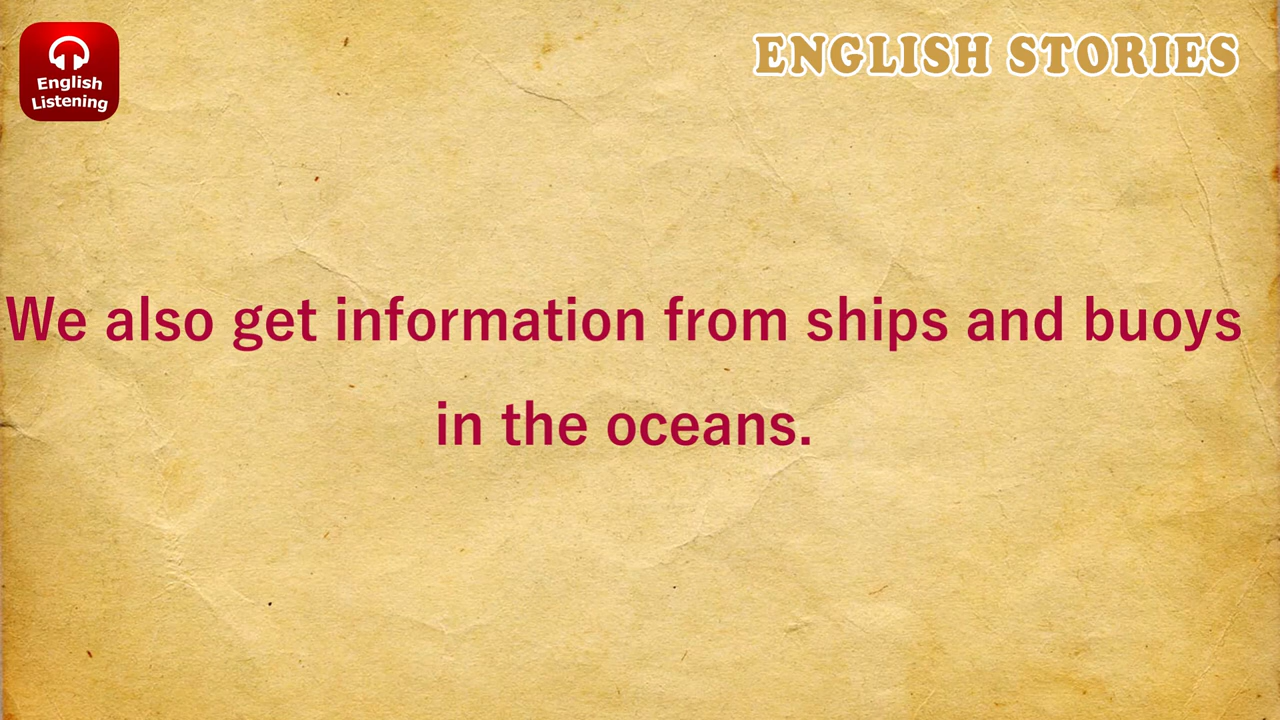 English
Listening
ENGLISH STORIES
We also get information from ships and buoys
in the oceans.